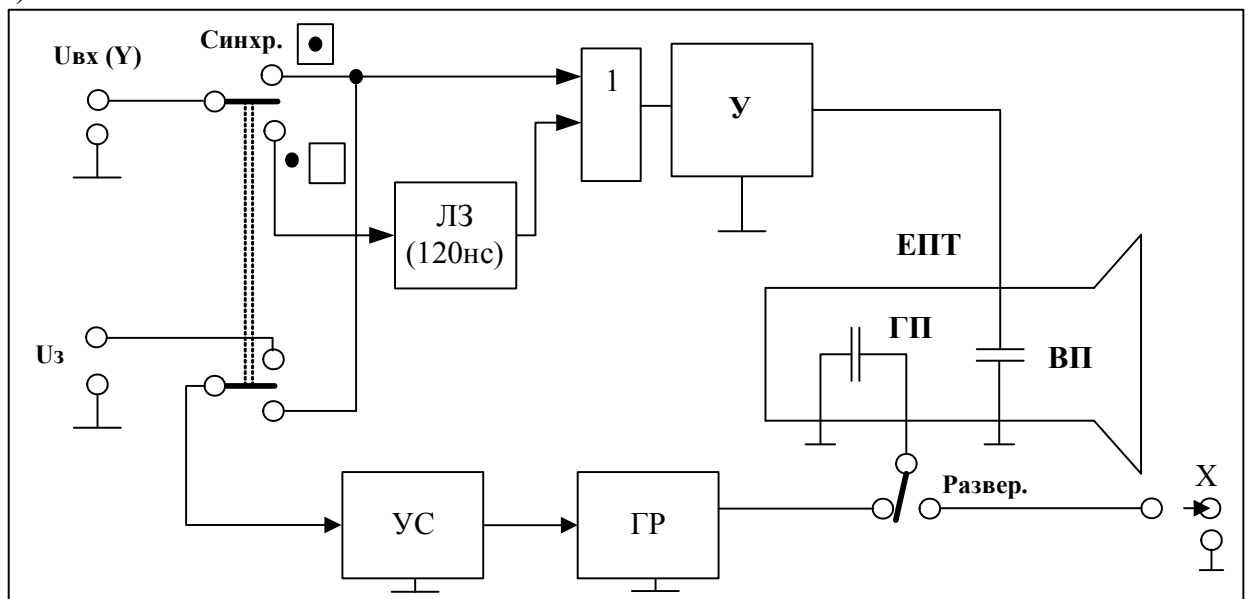 )
Uвх (Y)
Синхр.
1
У
ЛЗ
(120нс)
ЕПТ
ГП
ВП
Uз
УС
ГР
Развер.
X